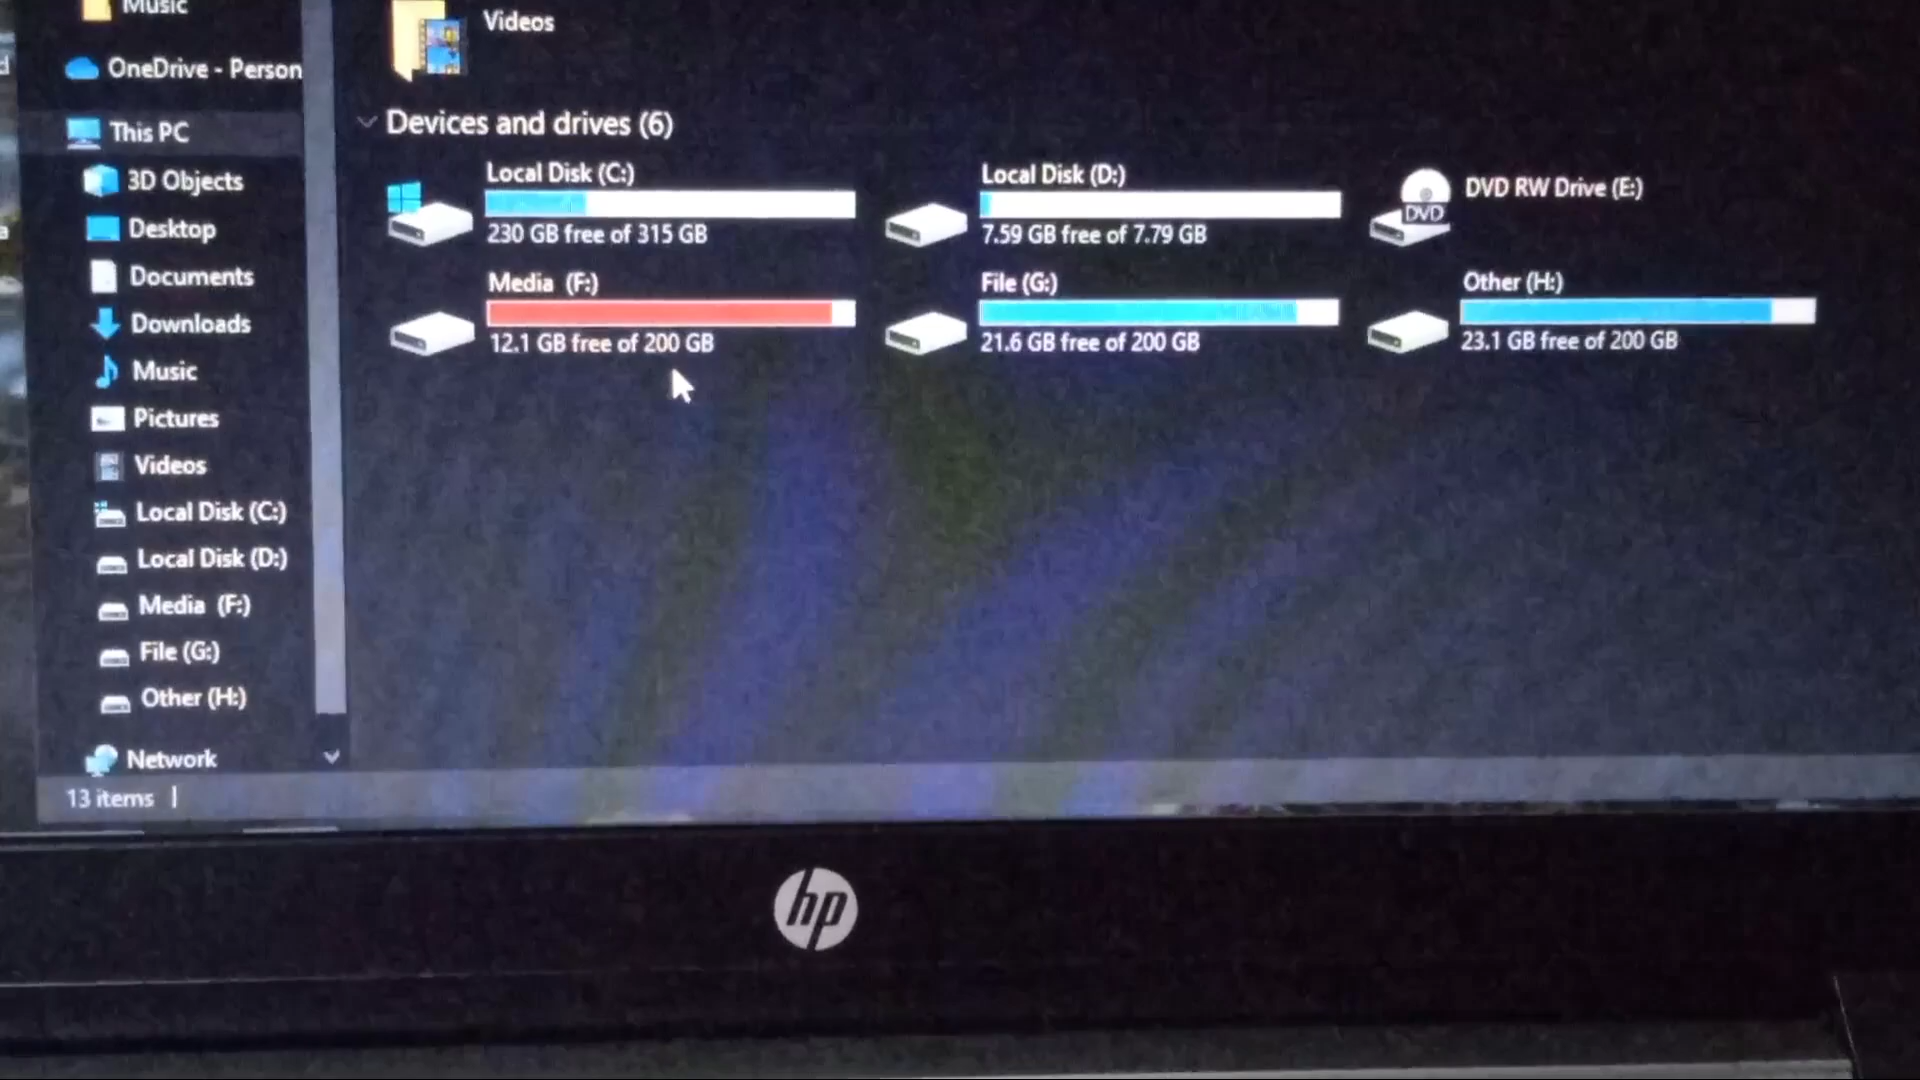 Music
OneDrive - Person
This PC
3D Objects
Desktop
Documents
Downloads
Music
Pictures
Videos
Local Disk (C:)
Local Disk (D:)
Media (F:)
File (G:)
Other (H:)
Network
13 items
Videos
Devices and drives (6)
Local Disk (C:)
230 GB free of 315 GB
Local Disk (D:)
7.59 GB free of 7.79 GB
DVD
DVD RW Drive (E:)
Media (F:)
12.1 GB free of 200 GB
File (G:)
21.6 GB free of 200 GB
Other (H:)
23.1 GB free of 200 GB
hp